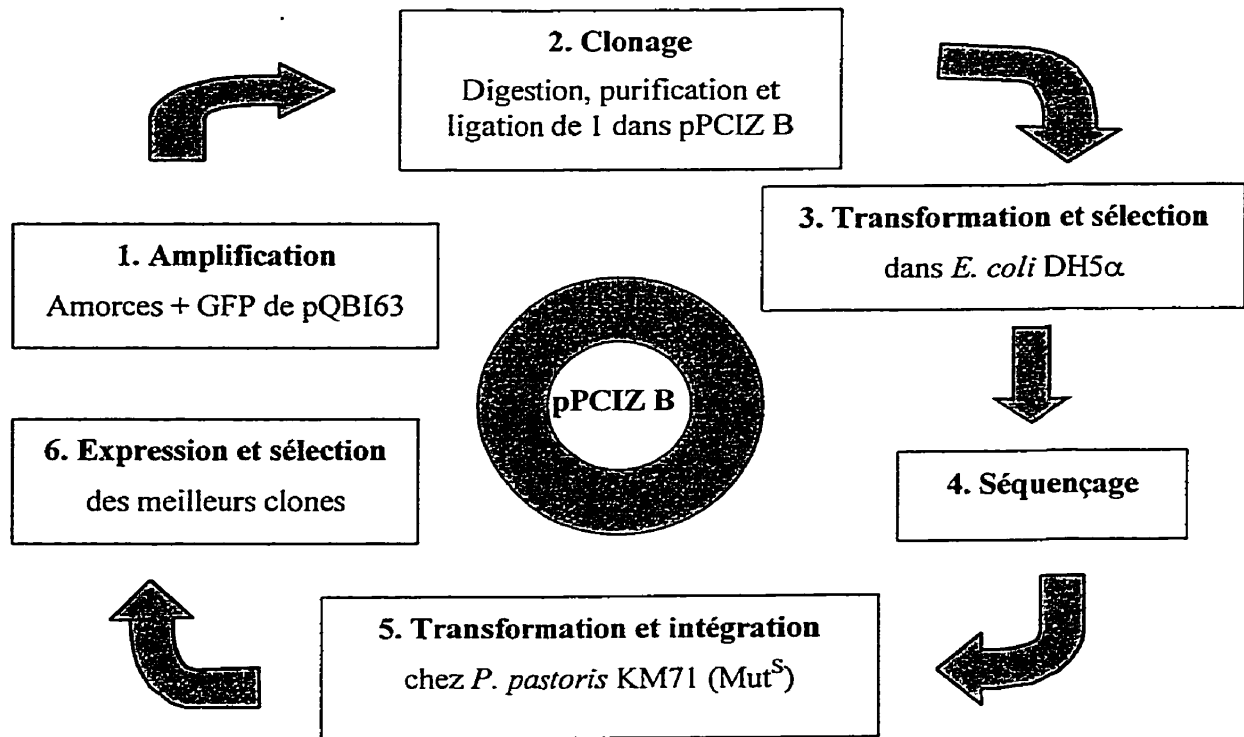 2. Clonage
Digestion, purification et
ligation de 1 dans pPCIZ B
3. Transformation et sélection
dans E. coli DH5α
1. Amplification
Amorces + GFP de pQBI63
pPCIZ B
6. Expression et sélection
des meilleurs clones
4. Séquençage
5. Transformation et intégration
chez P. pastoris KM71 (Mut^S)